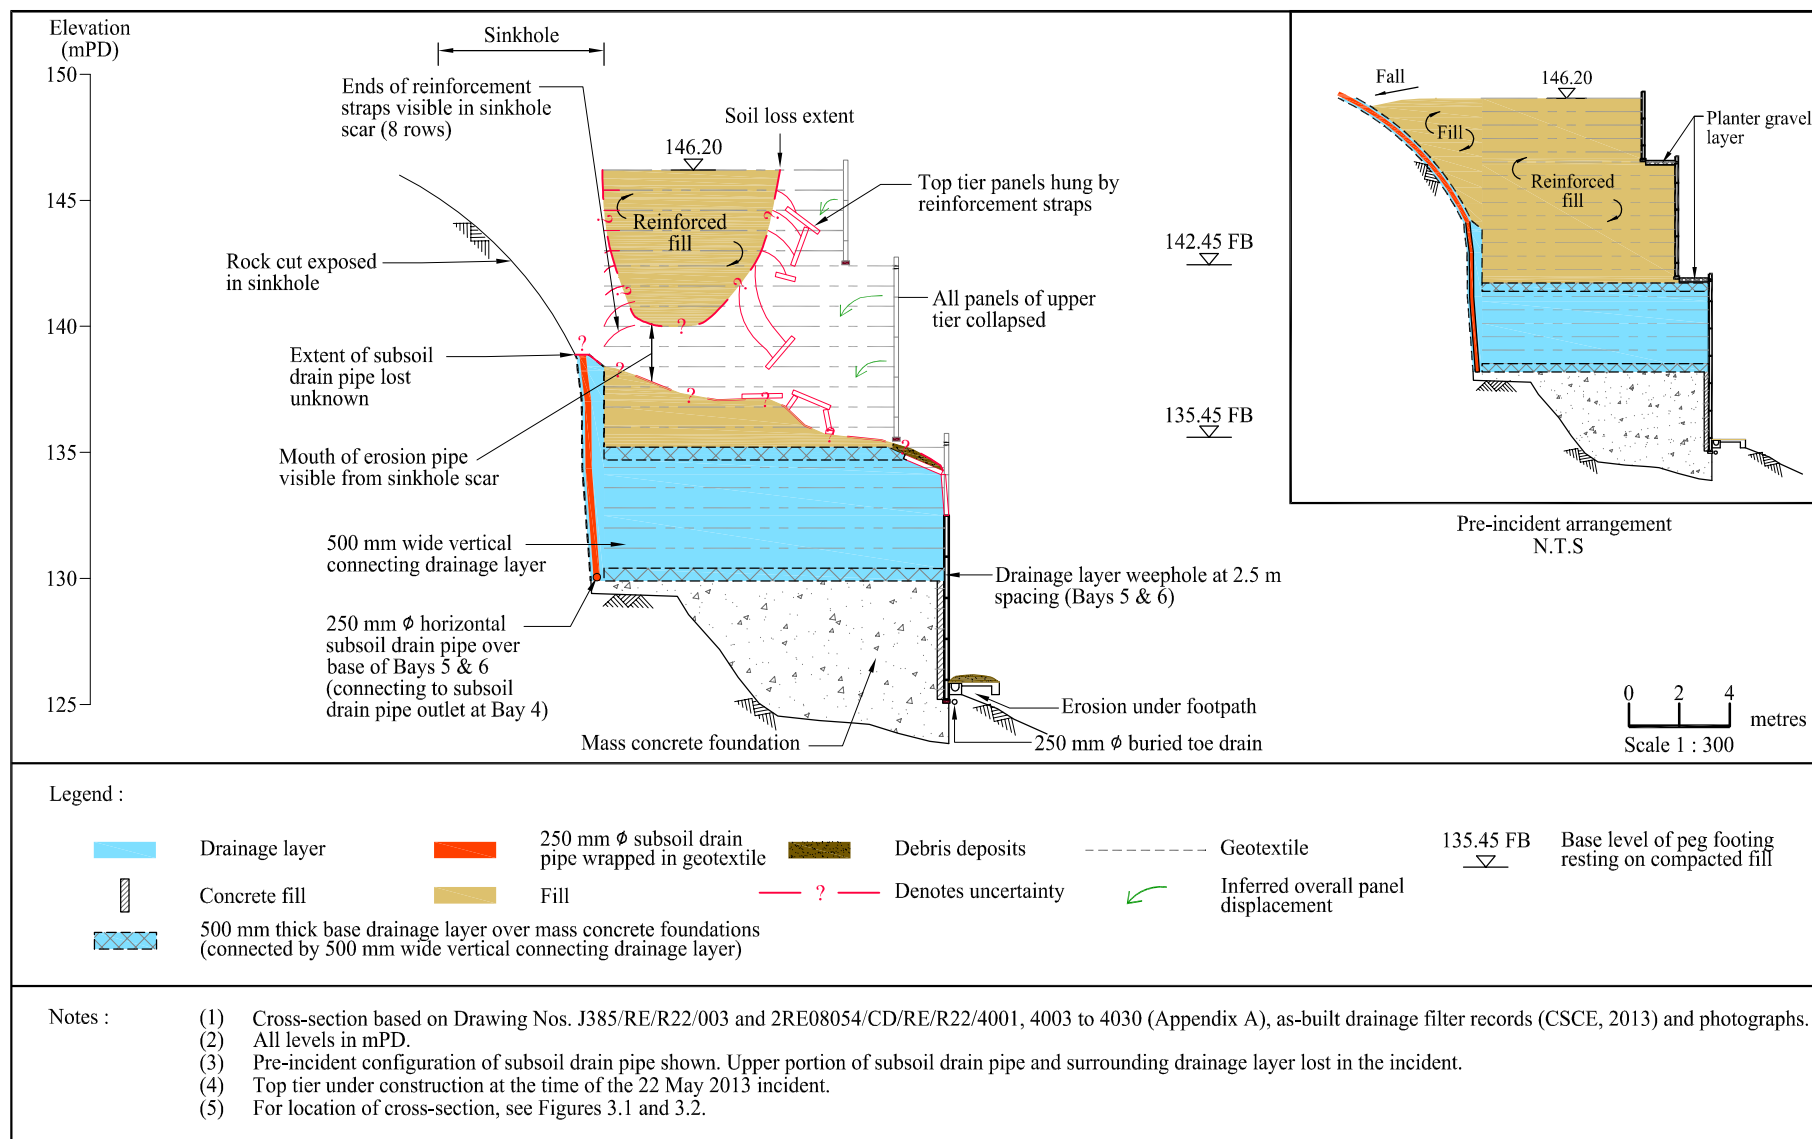 Elevation
(mPD)
150
145
140
135
130
125
Sinkhole
Ends of reinforcement
straps visible in sinkhole
scar (8 rows)
Soil loss extent
146.20
Reinforced
fill
Top tier panels hung by
reinforcement straps
Rock cut exposed
in sinkhole
All panels of upper
tier collapsed
142.45 FB
135.45 FB
Extent of subsoil
drain pipe lost
unknown
Mouth of erosion pipe
visible from sinkhole scar
500 mm wide vertical
connecting drainage layer
250 mm ϕ horizontal
subsoil drain pipe over
base of Bays 5 & 6
(connecting to subsoil
drain pipe outlet at Bay 4)
Drainage layer weephole at 2.5 m
spacing (Bays 5 & 6)
Erosion under footpath
Mass concrete foundation
250 mm ϕ buried toe drain
?
?
?
?
?
?
?
?
?
?
?
?
?
?
Fall
146.20
Fill
Reinforced
fill
Planter gravel
layer
Pre-incident arrangement
N.T.S
0 2 4
metres
Scale 1 : 300
Legend :
Drainage layer
250 mm ϕ subsoil drain
pipe wrapped in geotextile
Debris deposits
Geotextile
135.45 FB
Base level of peg footing
resting on compacted fill
Concrete fill
Fill
?
Denotes uncertainty
Inferred overall panel
displacement
500 mm thick base drainage layer over mass concrete foundations
(connected by 500 mm wide vertical connecting drainage layer)
Notes :
(1) Cross-section based on Drawing Nos. J385/RE/R22/003 and 2RE08054/CD/RE/R22/4001, 4003 to 4030 (Appendix A), as-built drainage filter records (CSCE, 2013) and photographs.
(2) All levels in mPD.
(3) Pre-incident configuration of subsoil drain pipe shown. Upper portion of subsoil drain pipe and surrounding drainage layer lost in the incident.
(4) Top tier under construction at the time of the 22 May 2013 incident.
(5) For location of cross-section, see Figures 3.1 and 3.2.